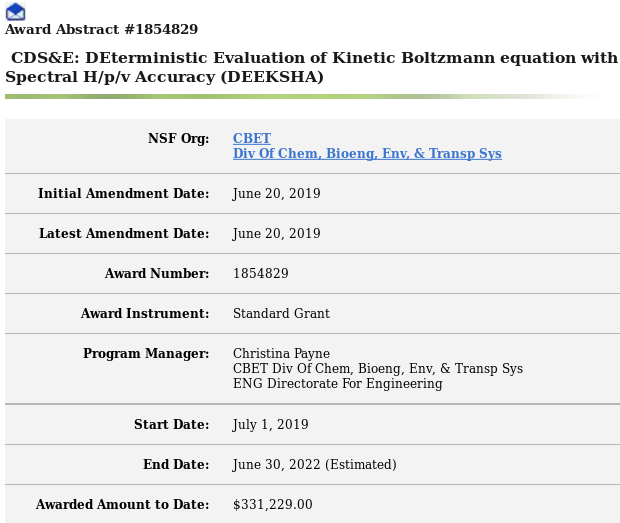 Award Abstract #1854829
CDS&E: DEterministic Evaluation of Kinetic Boltzmann equation with
Spectral H/p/v Accuracy (DEEKSHA)
NSF Org: CBET
Div Of Chem, Bioeng, Env, & Transp Sys
Initial Amendment Date: June 20, 2019
Latest Amendment Date: June 20, 2019
Award Number: 1854829
Award Instrument: Standard Grant
Program Manager: Christina Payne
CBET Div Of Chem, Bioeng, Env, & Transp Sys
ENG Directorate For Engineering
Start Date: July 1, 2019
End Date: June 30, 2022 (Estimated)
Awarded Amount to Date: $331,229.00